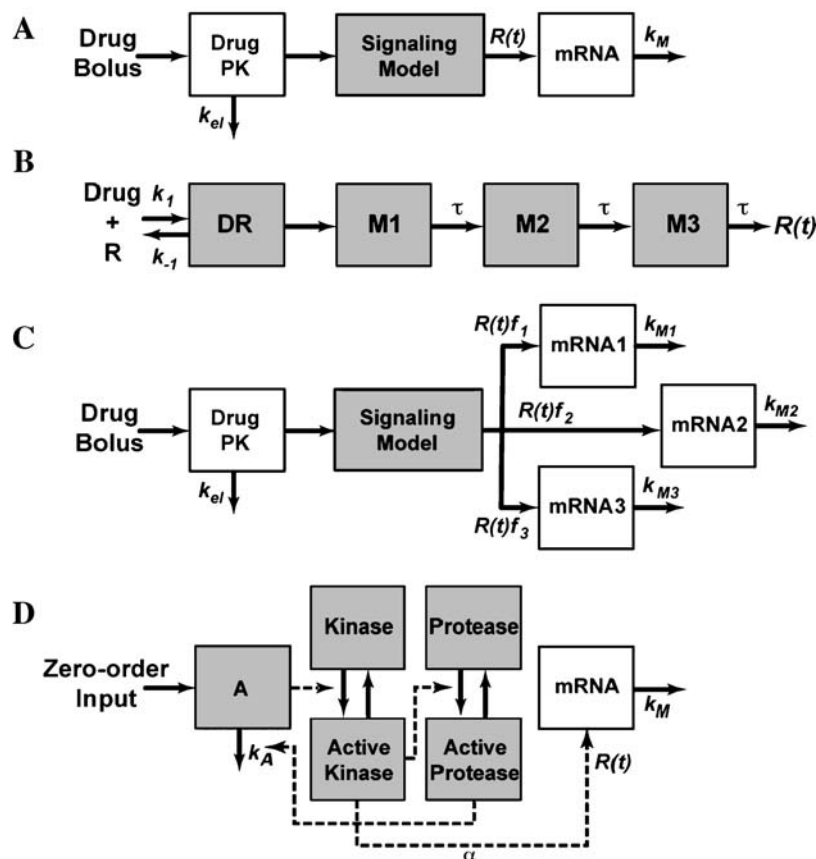 A
Drug
Bolus
Drug
PK
Signaling
Model
R(t)
mRNA
k_M
k_el
B
Drug
+
R
k_1
k_-1
DR
M1
τ
M2
τ
M3
τ
R(t)
C
Drug
Bolus
Drug
PK
k_el
Signaling
Model
R(t)f_1
mRNA1
k_M1
R(t)f_2
mRNA2
k_M2
R(t)f_3
mRNA3
k_M3
D
Zero-order
Input
A
k_A
Kinase
Active
Kinase
Protease
Active
Protease
mRNA
k_M
R(t)
α